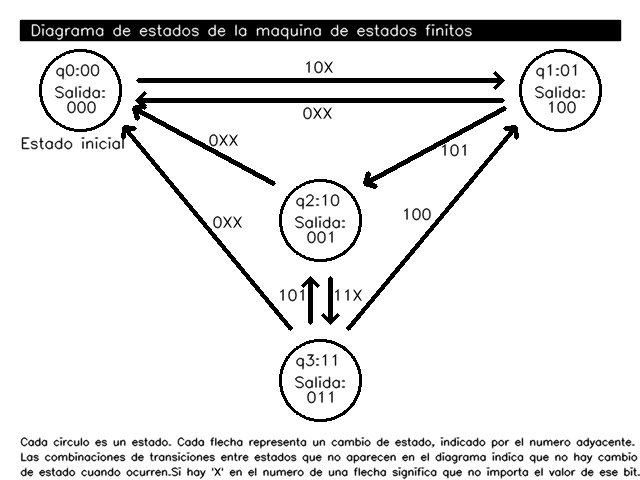 Diagrama de estados de la maquina de estados finitos
q0:00
Salida:
000
Estado inicial
10X
0XX
q1:01
Salida:
100
0XX
101
q2:10
Salida:
001
0XX
100
101
11X
q3:11
Salida:
011
Cada circulo es un estado. Cada flecha representa un cambio de estado, indicado por el numero adyacente.
Las combinaciones de transiciones entre estados que no aparecen en el diagrama indica que no hay cambio
de estado cuando ocurren.Si hay 'X' en el numero de una flecha significa que no importa el valor de ese bit.